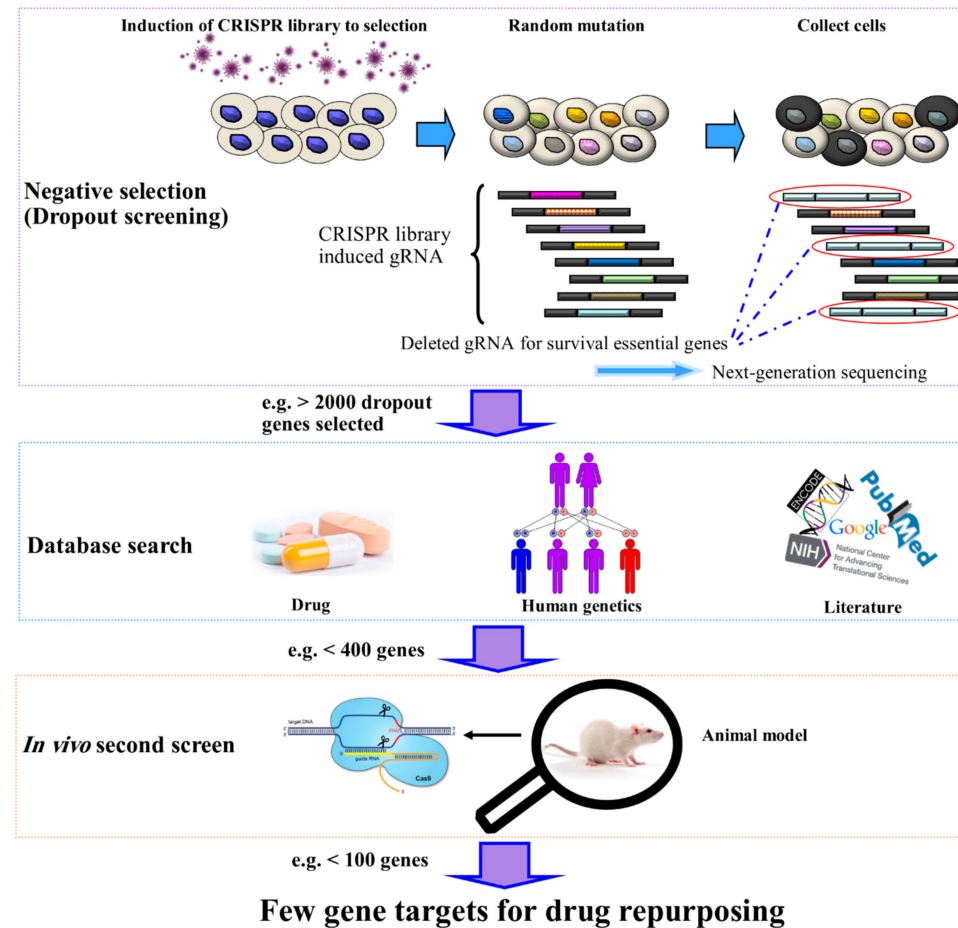 Induction of CRISPR library to selection
Random mutation
Collect cells
Negative selection
(Dropout screening)
CRISPR library
induced gRNA
Deleted gRNA for survival essential genes
Next-generation sequencing
e.g. > 2000 dropout
genes selected
Database search
Drug
Human genetics
ENCODE
PubMed
Google
NIH
National Center
for Advancing
Translational Sciences
Literature
e.g. < 400 genes
In vivo second screen
target DNA
PAM
guide RNA
Cas9
Animal model
e.g. < 100 genes
Few gene targets for drug repurposing